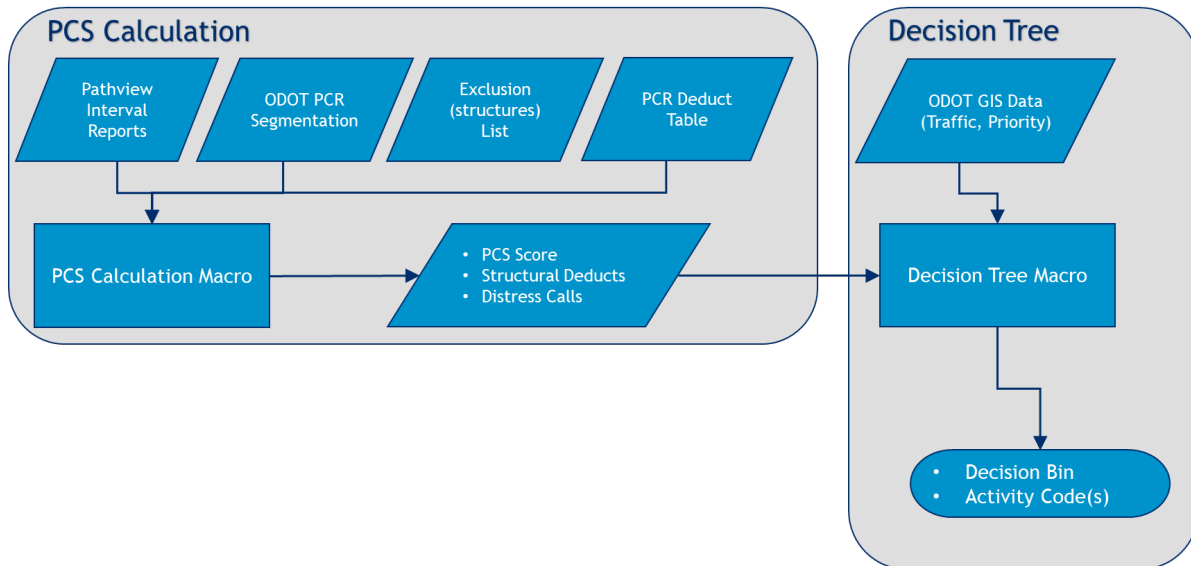 PCS Calculation
Decision Tree
Pathview
Interval
Reports
ODOT PCR
Segmentation
Exclusion
(structures)
List
PCR Deduct
Table
ODOT GIS Data
(Traffic, Priority)
PCS Calculation Macro
• PCS Score
• Structural Deducts
• Distress Calls
Decision Tree Macro
• Decision Bin
• Activity Code(s)